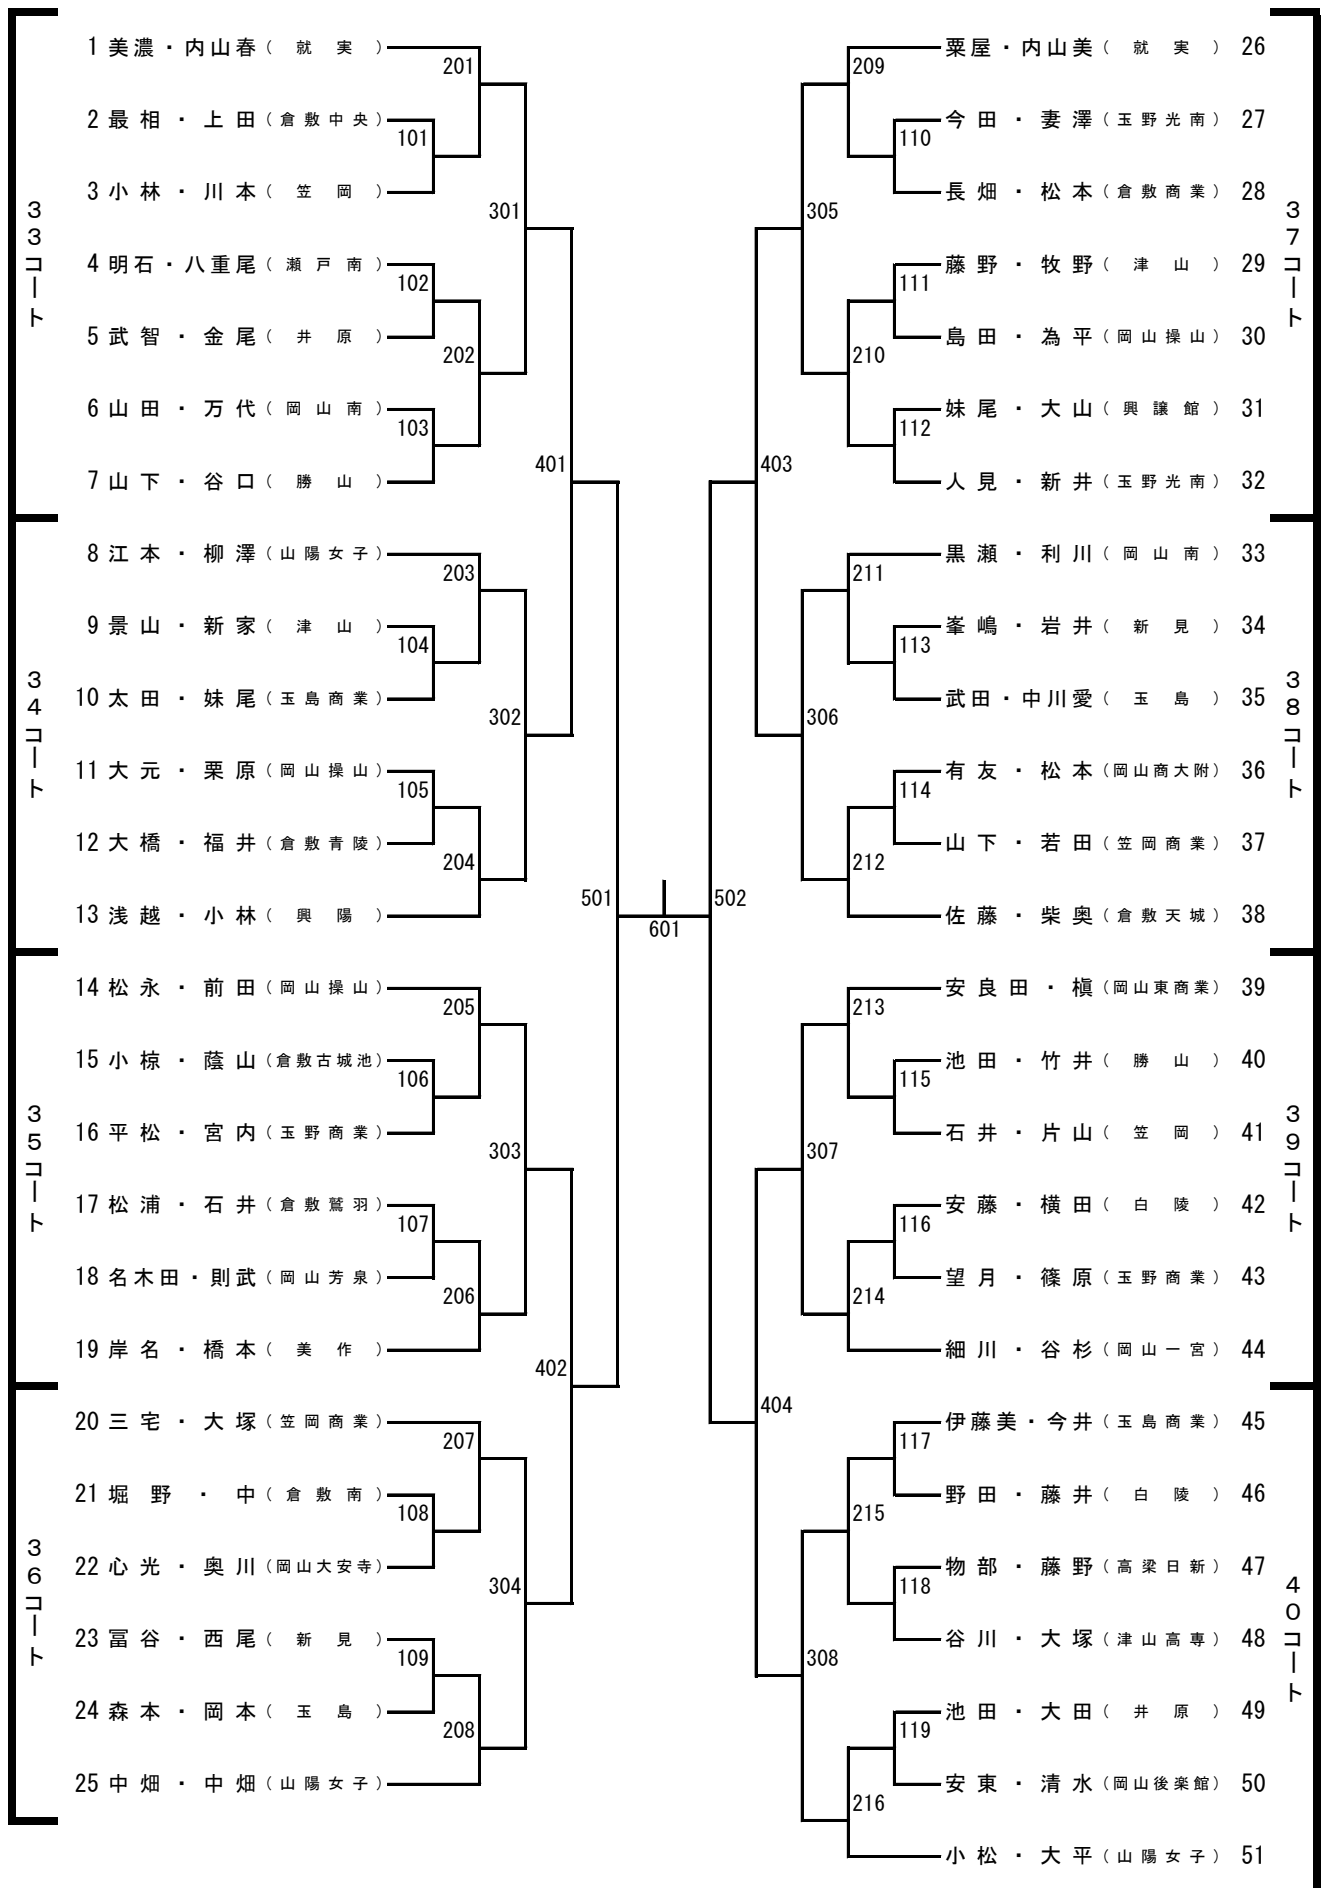 33コート
1 美濃・内山春（就実）
2 最相・上田（倉敷中央）
3 小林・川本（笠岡）
4 明石・八重尾（瀬戸南）
5 武智・金尾（井原）
6 山田・万代（岡山南）
7 山下・谷口（勝山）
34コート
8 江本・柳澤（山陽女子）
9 景山・新家（津山）
10 太田・妹尾（玉島商業）
11 大元・栗原（岡山操山）
12 大橋・福井（倉敷青陵）
13 浅越・小林（興陽）
35コート
14 松永・前田（岡山操山）
15 小椋・蔭山（倉敷古城池）
16 平松・宮内（玉野商業）
17 松浦・石井（倉敷鷲羽）
18 名木田・則武（岡山芳泉）
19 岸名・橋本（美作）
36コート
20 三宅・大塚（笠岡商業）
21 堀野・中（倉敷南）
22 心光・奥川（岡山大安寺）
23 冨谷・西尾（新見）
24 森本・岡本（玉島）
25 中畑・中畑（山陽女子）
201
101
301
102
202
103
401
203
104
302
105
204
501
205
106
303
107
206
402
207
108
304
109
208
601
502
209
110
305
111
210
112
403
211
113
306
114
212
213
115
307
116
214
404
117
215
118
308
119
216
37コート
粟屋・内山美（就実） 26
今田・妻澤（玉野光南） 27
長畑・松本（倉敷商業） 28
藤野・牧野（津山） 29
島田・為平（岡山操山） 30
妹尾・大山（興譲館） 31
人見・新井（玉野光南） 32
38コート
黒瀬・利川（岡山南） 33
峯嶋・岩井（新見） 34
武田・中川愛（玉島） 35
有友・松本（岡山商大附） 36
山下・若田（笠岡商業） 37
佐藤・柴奥（倉敷天城） 38
39コート
安良田・槇（岡山東商業） 39
池田・竹井（勝山） 40
石井・片山（笠岡） 41
安藤・横田（白陵） 42
望月・篠原（玉野商業） 43
細川・谷杉（岡山一宮） 44
40コート
伊藤美・今井（玉島商業） 45
野田・藤井（白陵） 46
物部・藤野（高梁日新） 47
谷川・大塚（津山高専） 48
池田・大田（井原） 49
安東・清水（岡山後楽館） 50
小松・大平（山陽女子） 51